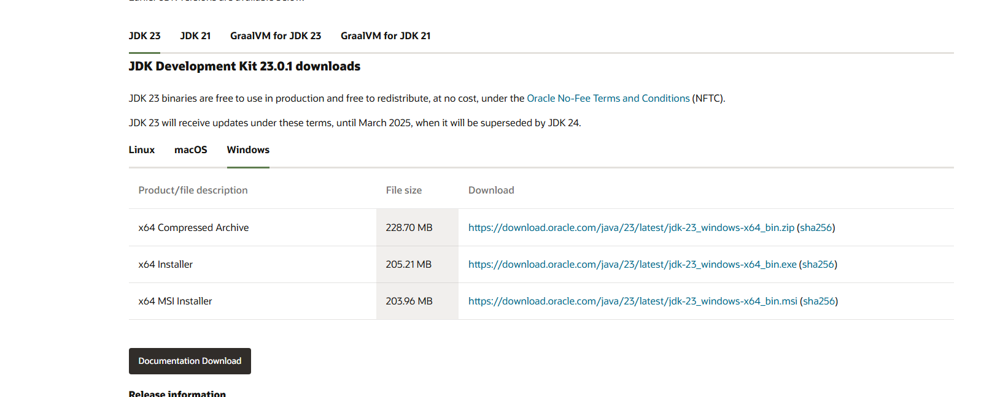 JDK 23 JDK 21 GraalVM for JDK 23 GraalVM for JDK 21
JDK Development Kit 23.0.1 downloads
JDK 23 binaries are free to use in production and free to redistribute, at no cost, under the Oracle No-Fee Terms and Conditions (NFTC).
JDK 23 will receive updates under these terms, until March 2025, when it will be superseded by JDK 24.
Linux macOS Windows
Product/file description File size Download
x64 Compressed Archive 228.70 MB https://download.oracle.com/java/23/latest/jdk-23_windows-x64_bin.zip (sha256)
x64 Installer 205.21 MB https://download.oracle.com/java/23/latest/jdk-23_windows-x64_bin.exe (sha256)
x64 MSI Installer 203.96 MB https://download.oracle.com/java/23/latest/jdk-23_windows-x64_bin.msi (sha256)
Documentation Download
Release information